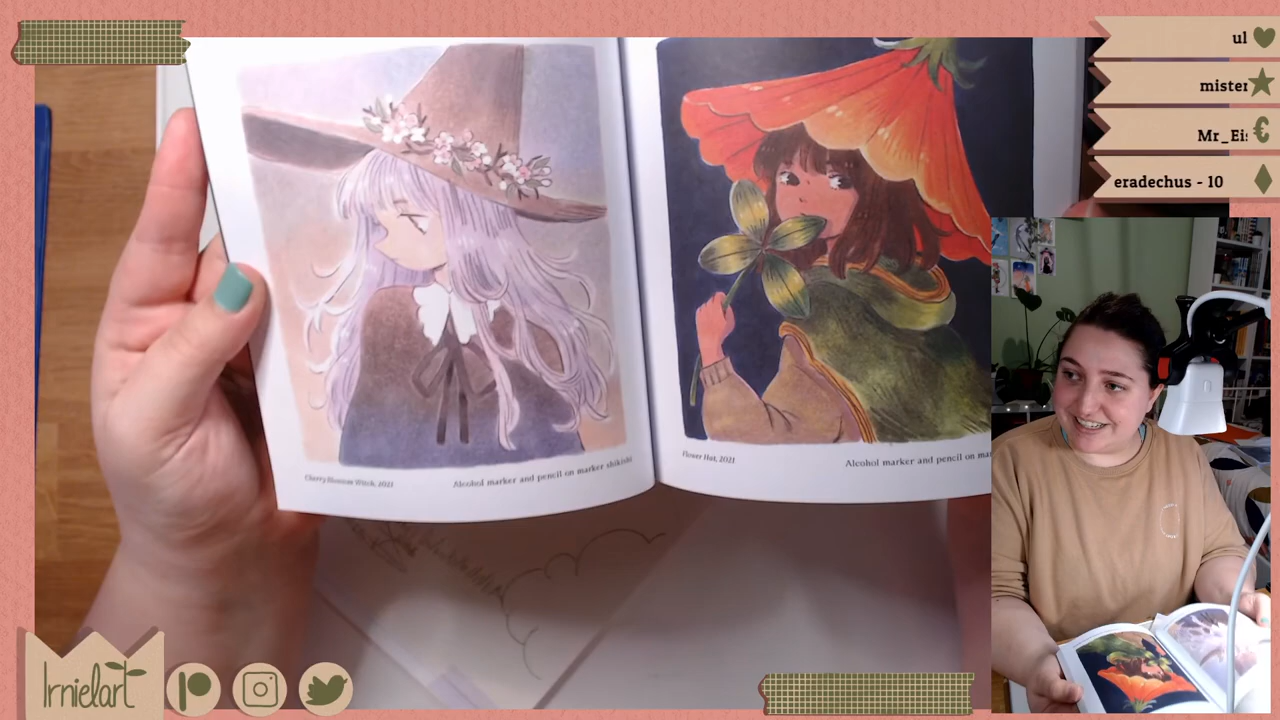 ul
mister
Mr_Ei
eradechus - 10
Cherry Blossom Witch, 2021
Alcohol marker and pencil on marker shikishi
Flower Hat, 2021
Alcohol marker and pencil on mar
Irnielart